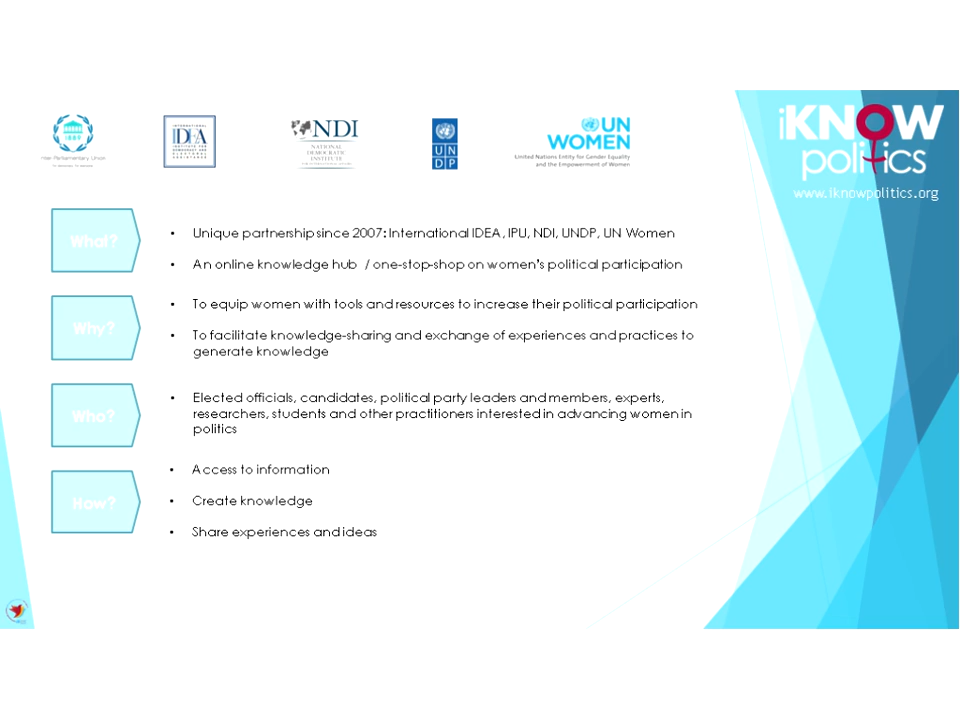 Inter-Parliamentary Union
INTERNATIONAL
IDEA
INSTITUTE FOR
DEMOCRACY AND
ELECTORAL
ASSISTANCE
NDI
NATIONAL
DEMOCRATIC
INSTITUTE
UN
DP
UN
WOMEN
United Nations Entity for Gender Equality
and the Empowerment of Women
iKNOW
politics
www.iknowpolitics.org
What?
• Unique partnership since 2007: International IDEA, IPU, NDI, UNDP, UN Women
• An online knowledge hub / one-stop-shop on women's political participation
Why?
• To equip women with tools and resources to increase their political participation
• To facilitate knowledge-sharing and exchange of experiences and practices to
generate knowledge
Who?
• Elected officials, candidates, political party leaders and members, experts,
researchers, students and other practitioners interested in advancing women in
politics
How?
• Access to information
• Create knowledge
• Share experiences and ideas